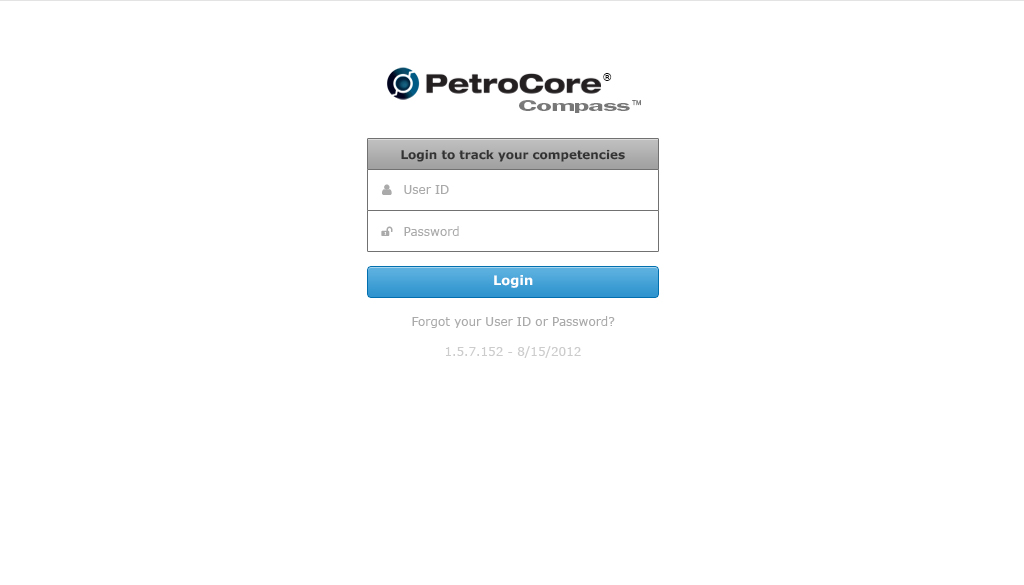 PetroCore®
Compass™
Login to track your competencies
User ID
Password
Login
Forgot your User ID or Password?
1.5.7.152 - 8/15/2012